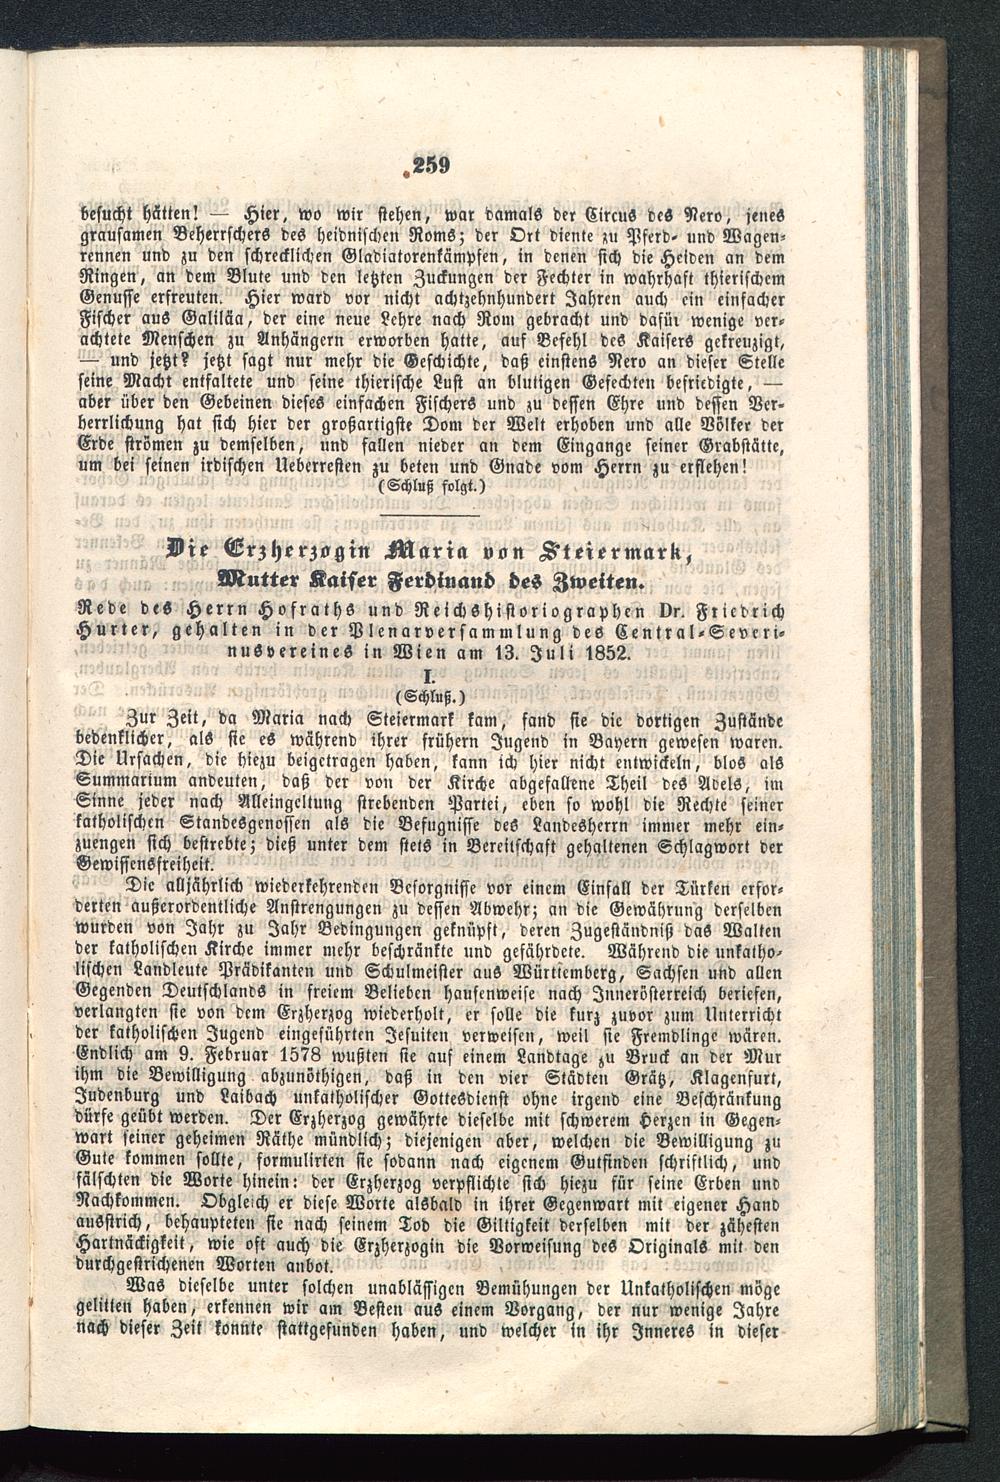 259
besucht hätten! — Hier, wo wir stehen, war damals der Circus des Nero, jenes
grausamen Beherrschers des heidnischen Roms; der Ort diente zu Pferd- und Wagen-
rennen und zu den schrecklichen Gladiatorenkämpfen, in denen sich die Heiden an dem
Ringen, an dem Blute und den letzten Zuckungen der Fechter in wahrhaft thierischem
Genusse erfreuten. Hier ward vor nicht achtzehnhundert Jahren auch ein einfacher
Fischer aus Galiläa, der eine neue Lehre nach Rom gebracht und dafür wenige ver-
achtete Menschen zu Anhängern erworben hatte, auf Befehl des Kaisers gekreuzigt,
— und jetzt? jetzt sagt nur mehr die Geschichte, daß einstens Nero an dieser Stelle
seine Macht entfaltete und seine thierische Lust an blutigen Gefechten befriedigte, —
aber über den Gebeinen dieses einfachen Fischers und zu dessen Ehre und dessen Ver-
herrlichung hat sich hier der großartigste Dom der Welt erhoben und alle Völker der
Erde strömen zu demselben, und fallen nieder an dem Eingange seiner Grabstätte,
um bei seinen irdischen Ueberresten zu beten und Gnade vom Herrn zu erflehen!
(Schluß folgt.)
Die Erzherzogin Maria von Steiermark,
Mutter Kaiser Ferdinand des Zweiten.
Rede des Herrn Hofraths und Reichshistoriographen Dr. Friedrich
Hurter, gehalten in der Plenarversammlung des Central-Severi-
nusvereines in Wien am 13. Juli 1852.
I.
(Schluß.)
Zur Zeit, da Maria nach Steiermark kam, fand sie die dortigen Zustände
bedenklicher, als sie es während ihrer frühern Jugend in Bayern gewesen waren.
Die Ursachen, die hiezu beigetragen haben, kann ich hier nicht entwickeln, blos als
Summarium andeuten, daß der von der Kirche abgefallene Theil des Adels, im
Sinne jeder nach Alleingeltung strebenden Partei, eben so wohl die Rechte seiner
katholischen Standesgenossen als die Befugnisse des Landesherrn immer mehr ein-
zuengen sich bestrebte; dieß unter dem stets in Bereitschaft gehaltenen Schlagwort der
Gewissensfreiheit.
Die alljährlich wiederkehrenden Besorgnisse vor einem Einfall der Türken erfor-
derten außerordentliche Anstrengungen zu dessen Abwehr; an die Gewährung derselben
wurden von Jahr zu Jahr Bedingungen geknüpft, deren Zugeständniß das Walten
der katholischen Kirche immer mehr beschränkte und gefährdete. Während die unkatho-
lischen Landleute Prädikanten und Schulmeister aus Würtiemberg, Sachsen und allen
Gegenden Deutschlands in freiem Belieben haufenweise nach Innerösterreich beriefen,
verlangten sie von dem Erzherzog wiederholt, er solle die kurz zuvor zum Unterricht
der katholischen Jugend eingeführten Jesuiten verweisen, weil sie Fremdlinge wären.
Endlich am 9. Februar 1578 wußten sie auf einem Landtage zu Bruck an der Mur
ihm die Bewilligung abzunöthigen, daß in den vier Städten Grätz, Klagenfurt,
Judenburg und Laibach unkatholischer Gottesdienst ohne irgend eine Beschränkung
dürfe geübt werden. Der Erzherzog gewährte dieselbe mit schwerem Herzen in Gegen-
wart seiner geheimen Räthe mündlich; diejenigen aber, welchen die Bewilligung zu
Gute kommen sollte, formulirten sie sodann nach eigenem Gutfinden schriftlich, und
fälschten die Worte hinein: der Erzherzog verpflichte sich hiezu für seine Erben und
Nachkommen. Obgleich er diese Worte alsbald in ihrer Gegenwart mit eigener Hand
ausstrich, behaupteten sie nach seinem Tod die Giltigkeit derselben mit der zähesten
Hartnäckigkeit, wie oft auch die Erzherzogin die Vorweisung des Originals mit den
durchgestrichenen Worten anbot.
Was dieselbe unter solchen unablässigen Bemühungen der Unkatholischen möge
gelitten haben, erkennen wir am Besten aus einem Vorgang, der nur wenige Jahre
nach dieser Zeit konnte stattgefunden haben, und welcher in ihr Inneres in dieser